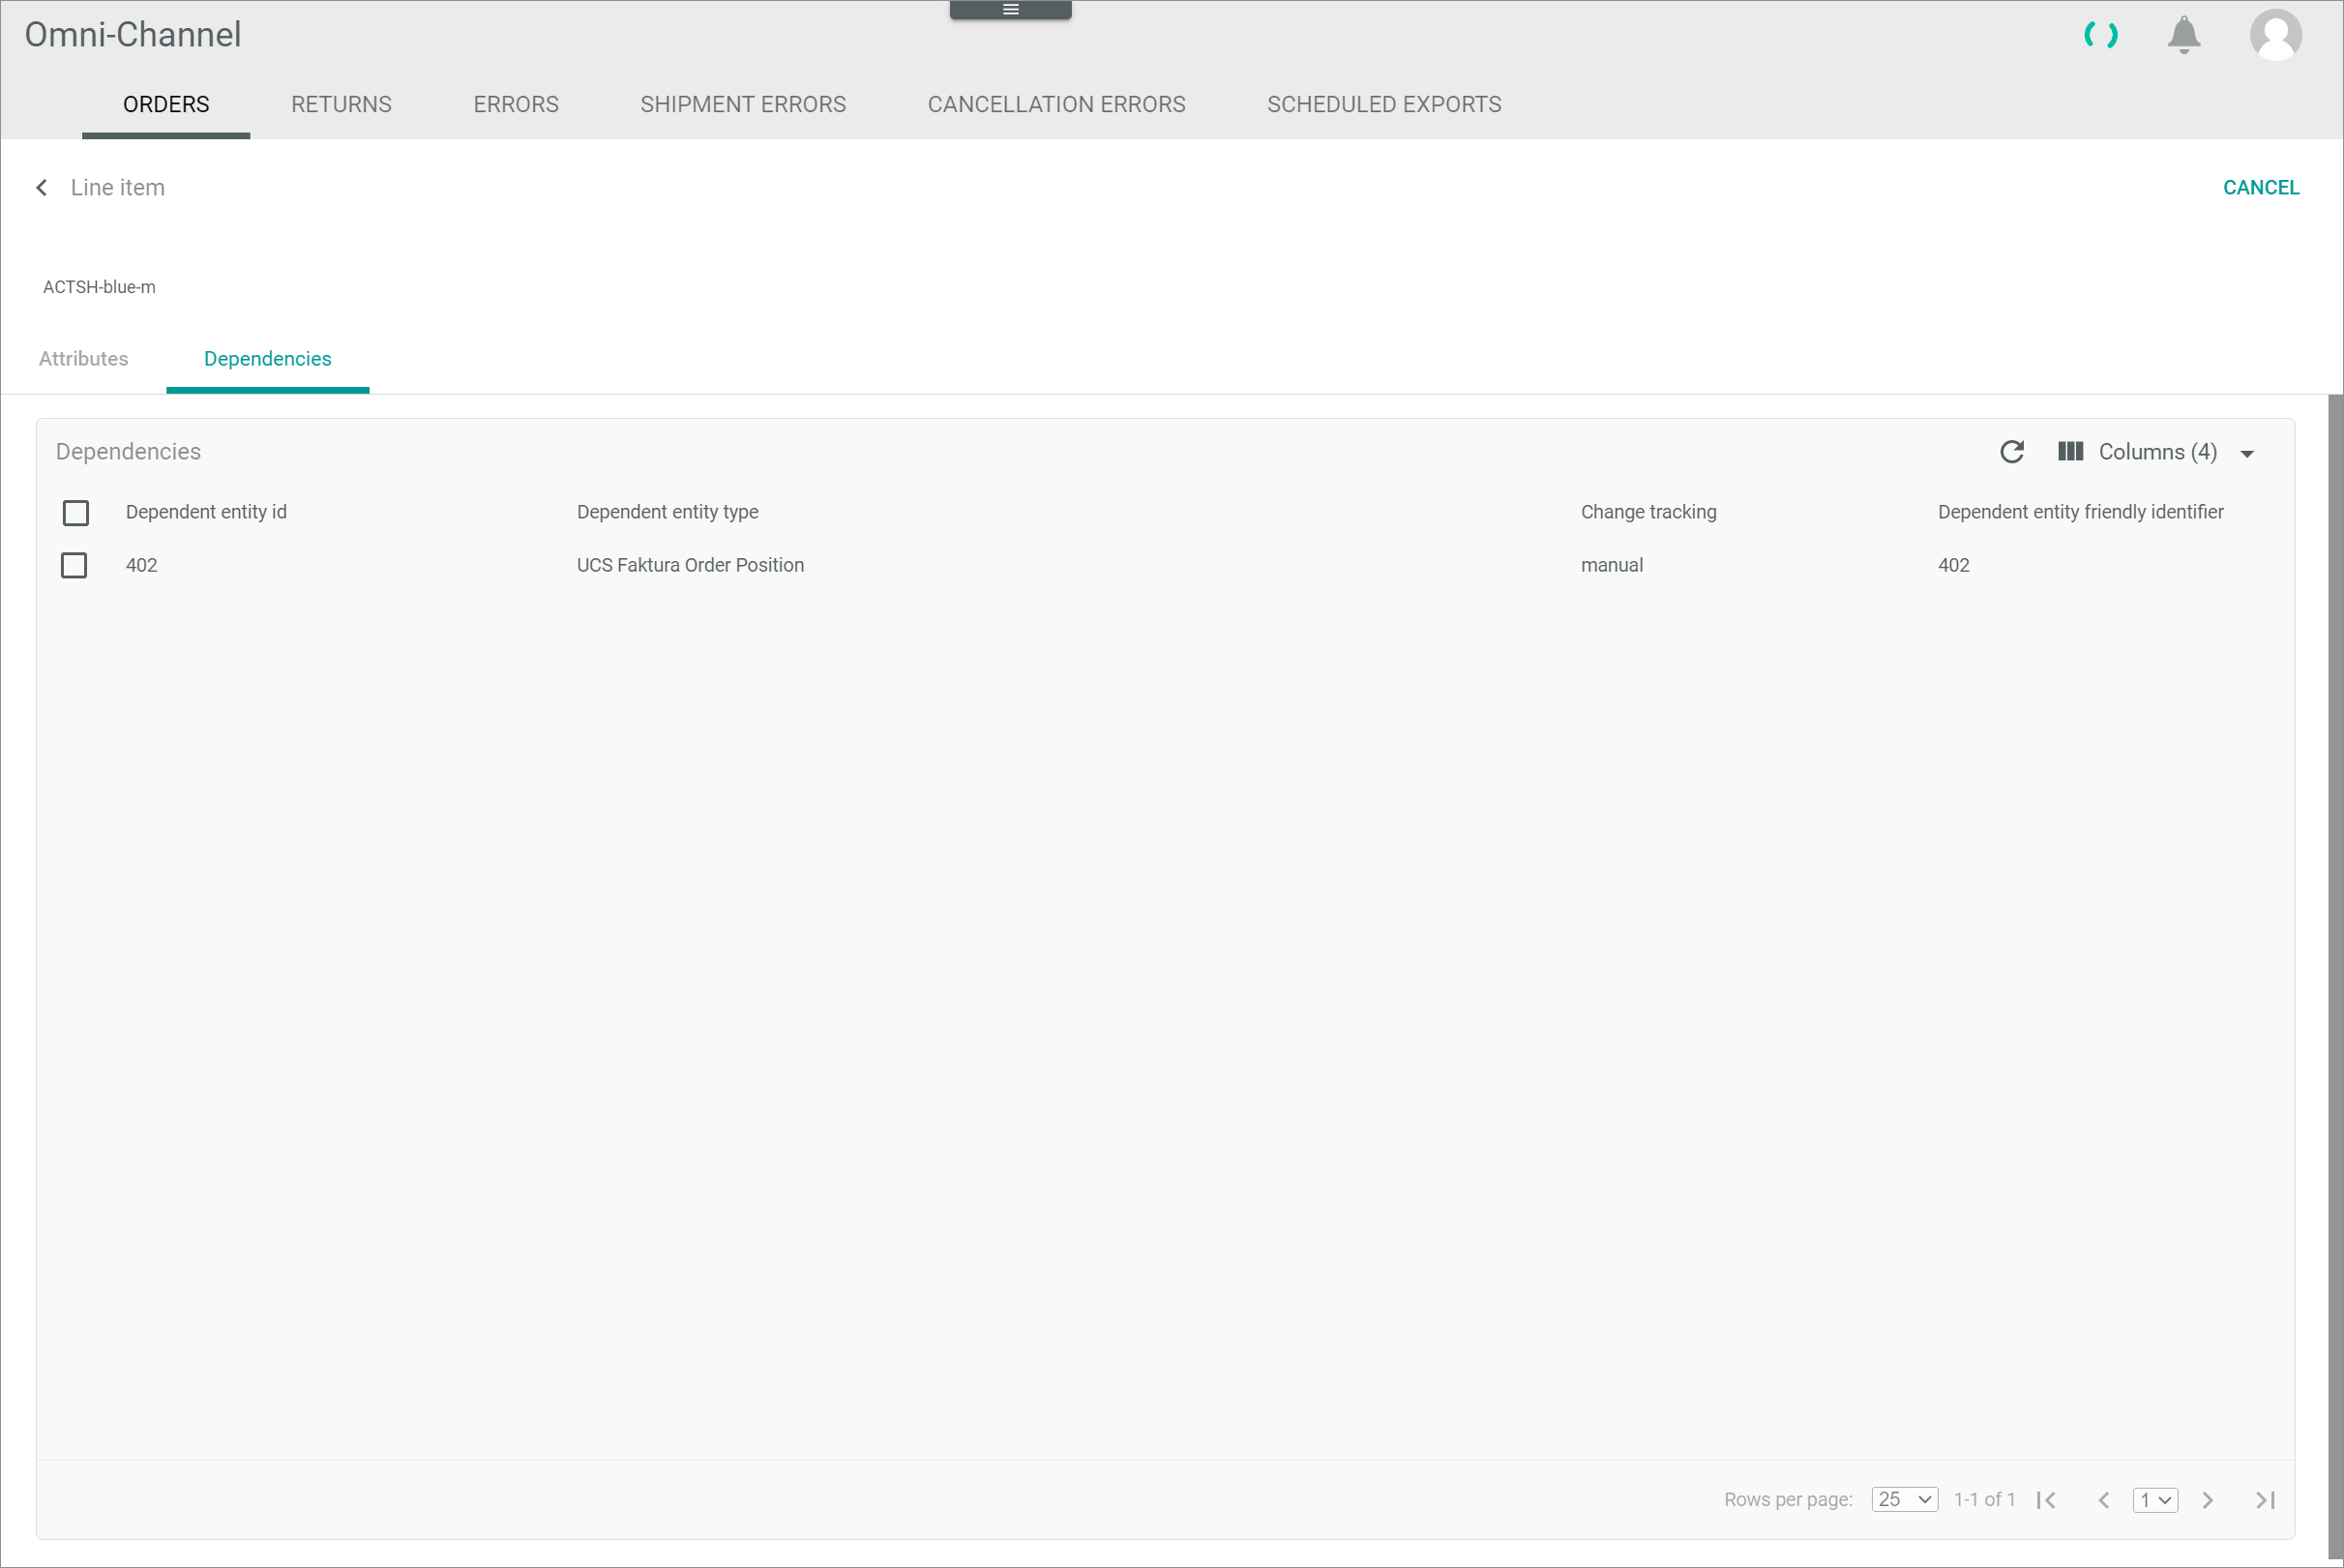 Omni-Channel
ORDERS RETURNS ERRORS SHIPMENT ERRORS CANCELLATION ERRORS SCHEDULED EXPORTS
Line item CANCEL
ACTSH-blue-m
Attributes Dependencies
Dependencies Columns (4)
Dependent entity id Dependent entity type Change tracking Dependent entity friendly identifier
402 UCS Faktura Order Position manual 402
Rows per page: 25 1-1 of 1 1